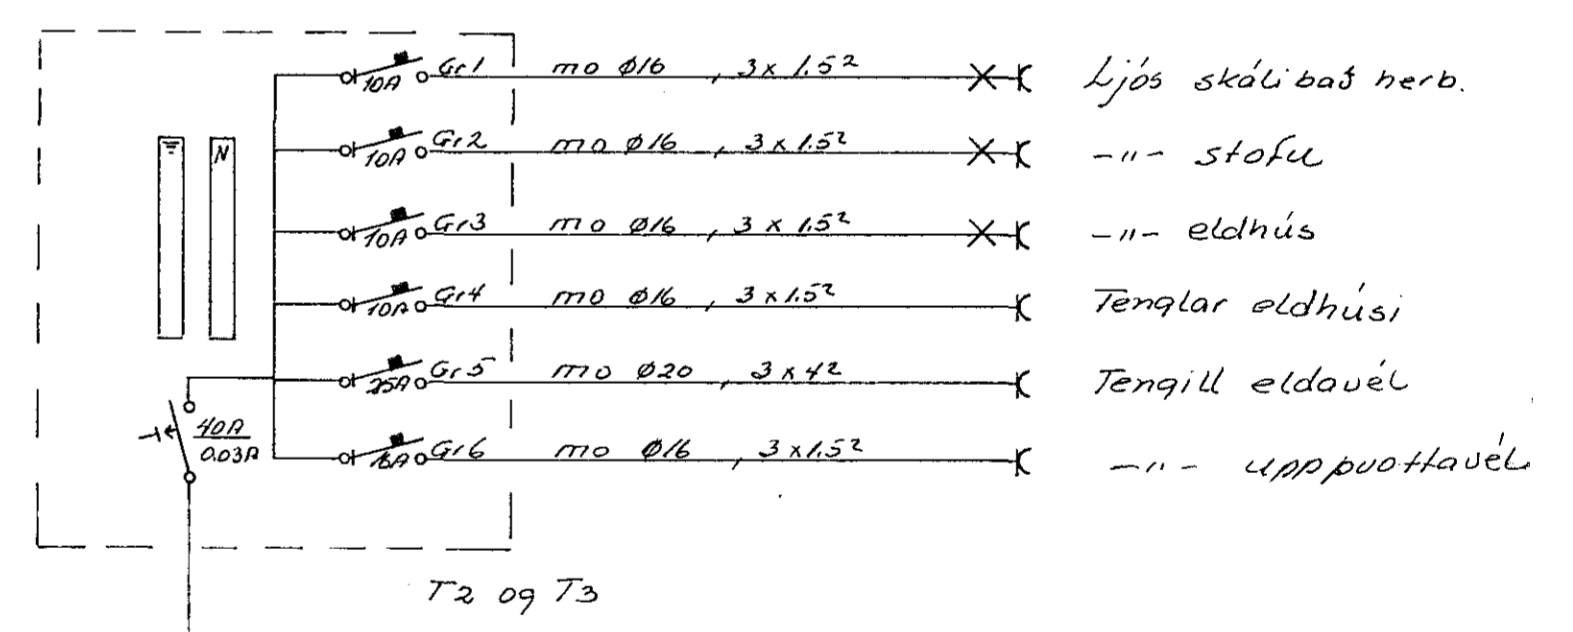 10A Gr1 mo Ø16, 3 x 1.5² Ljós skáli bað herb.
10A Gr2 mo Ø16, 3 x 1.5² -〃- stofu
N
10A Gr3 mo Ø16, 3 x 1.5² -〃- eldhús
10A Gr4 mo Ø16, 3 x 1.5² Tenglar eldhúsi
25A Gr5 mo Ø20, 3 x 4² Tengill eldavél
40A
0.03A
16A Gr6 mo Ø16, 3 x 1.5² -〃- uppþvottavél
T2 og T3